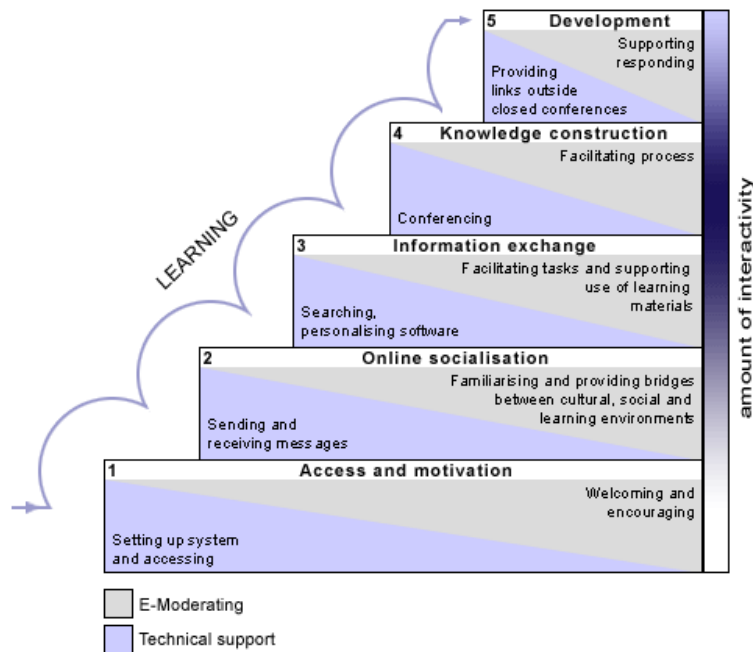 5 Development
Supporting
responding
Providing
links outside
closed conferences
4 Knowledge construction
Facilitating process
Conferencing
3 Information exchange
Facilitating tasks and supporting
use of learning
materials
Searching,
personalising software
2 Online socialisation
Familiarising and providing bridges
between cultural, social and
learning environments
Sending and
receiving messages
1 Access and motivation
Welcoming and
encouraging
Setting up system
and accessing
LEARNING
amount of interactivity
E-Moderating
Technical support